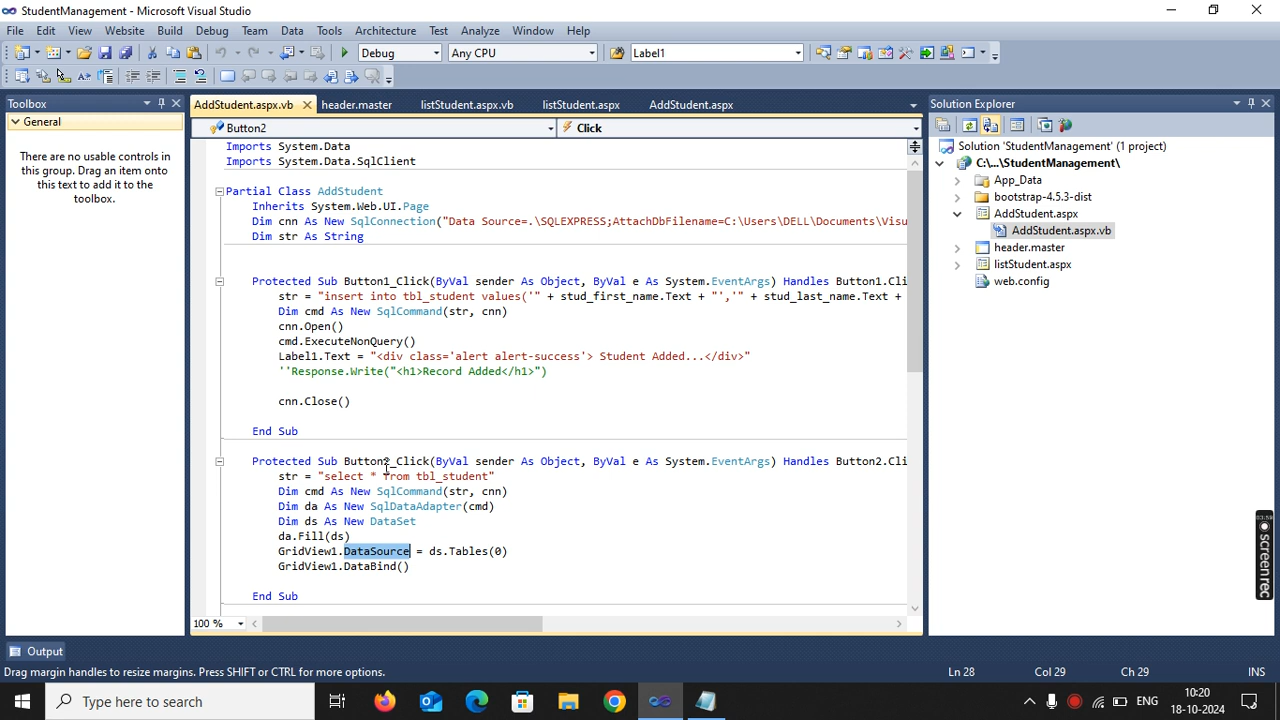 StudentManagement - Microsoft Visual Studio
File Edit View Website Build Debug Team Data Tools Architecture Test Analyze Window Help
Debug Any CPU Label1
Toolbox
General
There are no usable controls in
this group. Drag an item onto
this text to add it to the
toolbox.
AddStudent.aspx.vb header.master listStudent.aspx.vb listStudent.aspx AddStudent.aspx
Button2 Click
Imports System.Data
Imports System.Data.SqlClient
Partial Class AddStudent
Inherits System.Web.UI.Page
Dim cnn As New SqlConnection("Data Source=.\SQLEXPRESS;AttachDbFilename=C:\Users\DELL\Documents\Visu
Dim str As String
Protected Sub Button1_Click(ByVal sender As Object, ByVal e As System.EventArgs) Handles Button1.Clic
str = "insert into tbl_student values('" + stud_first_name.Text + "','" + stud_last_name.Text +
Dim cmd As New SqlCommand(str, cnn)
cnn.Open()
cmd.ExecuteNonQuery()
Label1.Text = "<div class='alert alert-success'> Student Added...</div>"
''Response.Write("<h1>Record Added</h1>")
cnn.Close()
End Sub
Protected Sub Button2_Click(ByVal sender As Object, ByVal e As System.EventArgs) Handles Button2.Clic
str = "select * from tbl_student"
Dim cmd As New SqlCommand(str, cnn)
Dim da As New SqlDataAdapter(cmd)
Dim ds As New DataSet
da.Fill(ds)
GridView1.DataSource = ds.Tables(0)
GridView1.DataBind()
End Sub
100 %
Solution Explorer
Solution 'StudentManagement' (1 project)
C:\...\StudentManagement\
App_Data
bootstrap-4.5.3-dist
AddStudent.aspx
AddStudent.aspx.vb
header.master
listStudent.aspx
web.config
03:59
screen rec
Output
Drag margin handles to resize margins. Press SHIFT or CTRL for more options.
Ln 28 Col 29 Ch 29 INS
Type here to search
ENG
10:20
18-10-2024